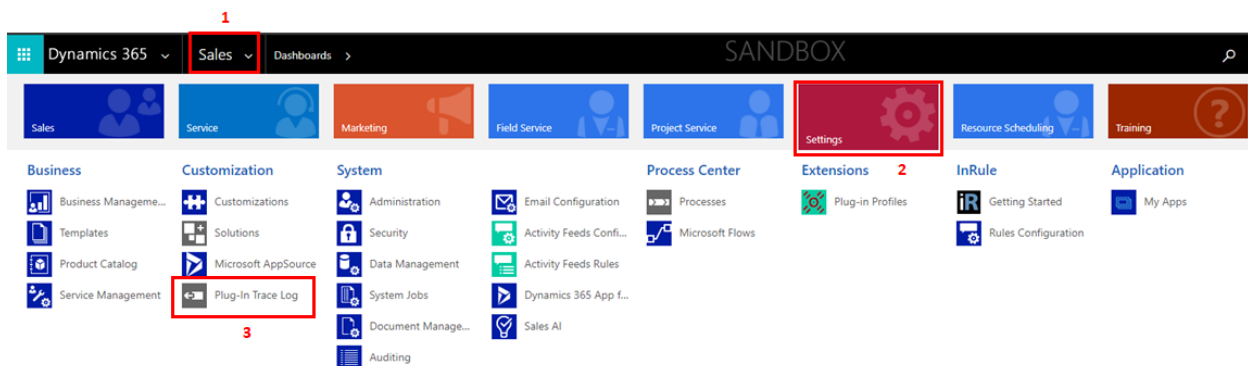 1
Dynamics 365
Sales
Dashboards
SANDBOX
Sales
Service
Marketing
Field Service
Project Service
Settings
Resource Scheduling
Training
Business
Customization
System
Process Center
Extensions
2
InRule
Application
Business Manageme...
Customizations
Administration
Email Configuration
Processes
Plug-in Profiles
iR
Getting Started
My Apps
Templates
Solutions
Security
Activity Feeds Confi...
Microsoft Flows
Rules Configuration
Product Catalog
Microsoft AppSource
Data Management
Activity Feeds Rules
Service Management
Plug-In Trace Log
System Jobs
Dynamics 365 App f...
3
Document Manage...
Sales AI
Auditing